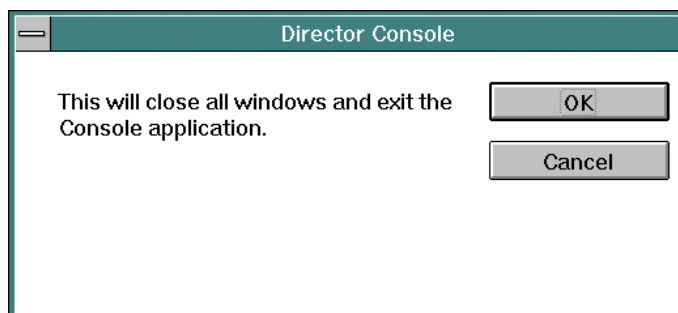 Director Console
This will close all windows and exit the
Console application.
OK
Cancel